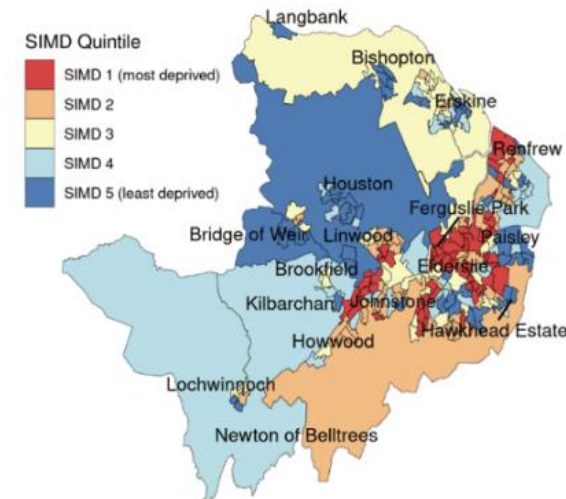 Langbank
SIMD Quintile
SIMD 1 (most deprived)
SIMD 2
SIMD 3
SIMD 4
SIMD 5 (least deprived)
Bishopton
Erskine
Renfrew
Houston
Ferguslie Park
Bridge of Weir
Linwood
Paisley
Brookfield
Elderslie
Kilbarchan
Johnstone
Hawkhead Estate
Howwood
Lochwinnoch
Newton of Belltrees